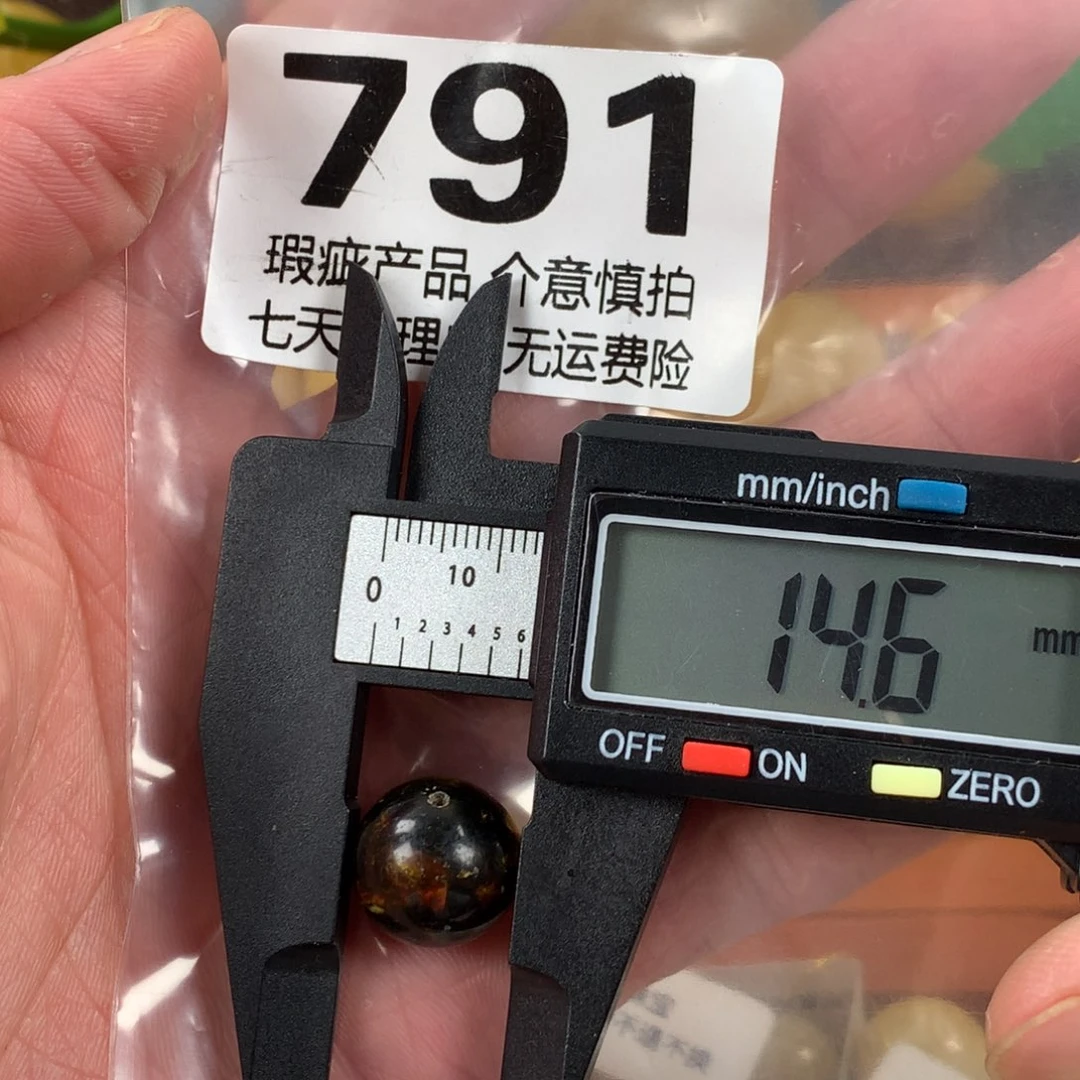 791
瑕疵产品 介意慎拍
七天 理 无运费险
mm/inch
0 10
1 2 3 4 5 6
14.6
mm
OFF ON ZERO